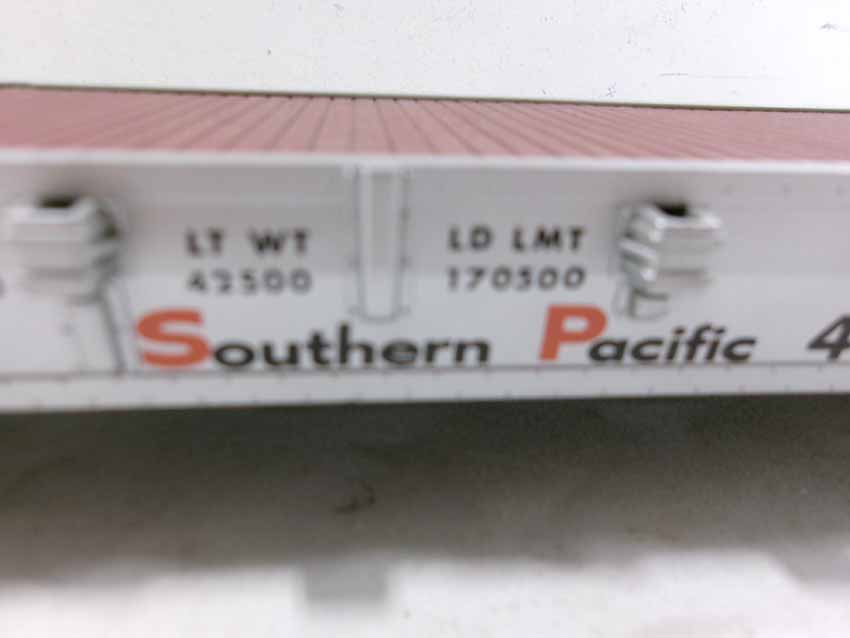 LT WT
42500
LD LMT
170500
Southern Pacific 4